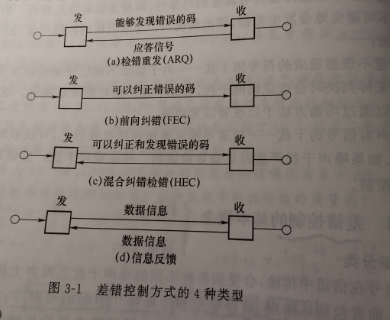 发 能够发现错误的码 收
应答信号
(a)检错重发(ARQ)
发 可以纠正错误的码 收
(b)前向纠错(FEC)
发 可以纠正和发现错误的码 收
(c)混合纠错检错(HEC)
发 数据信息 收
数据信息
(d)信息反馈
图 3-1 差错控制方式的 4 种类型